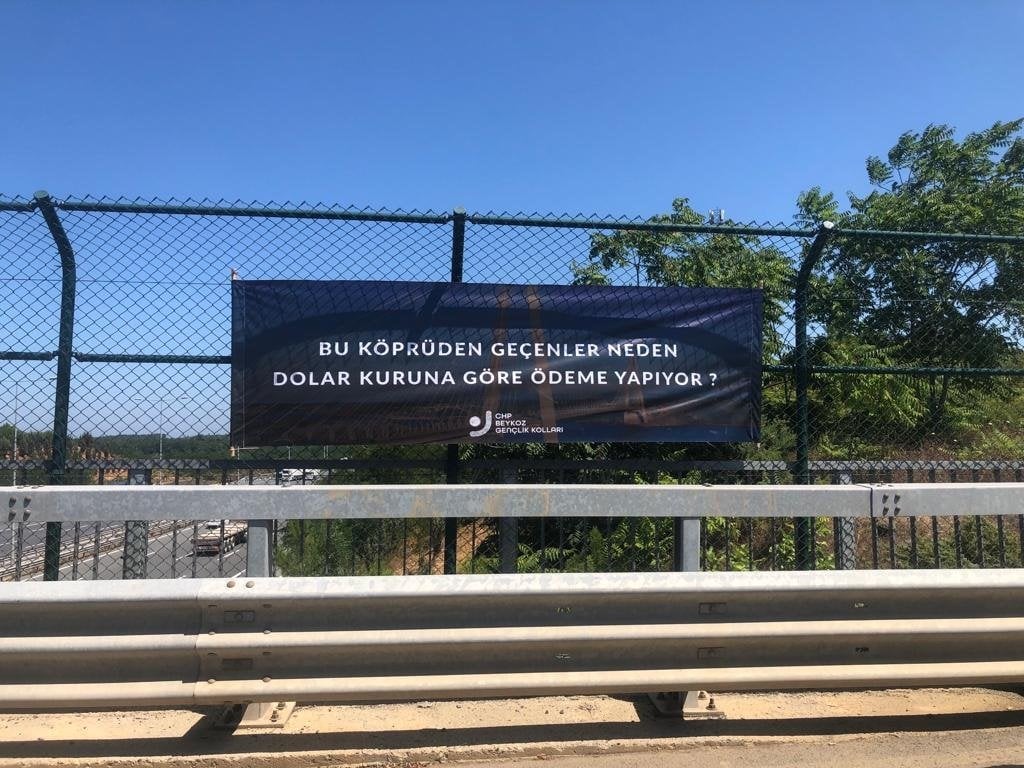 BU KÖPRÜDEN GEÇENLER NEDEN
DOLAR KURUNA GÖRE ÖDEME YAPIYOR ?
CHP
BEYKOZ
GENÇLİK KOLLARI